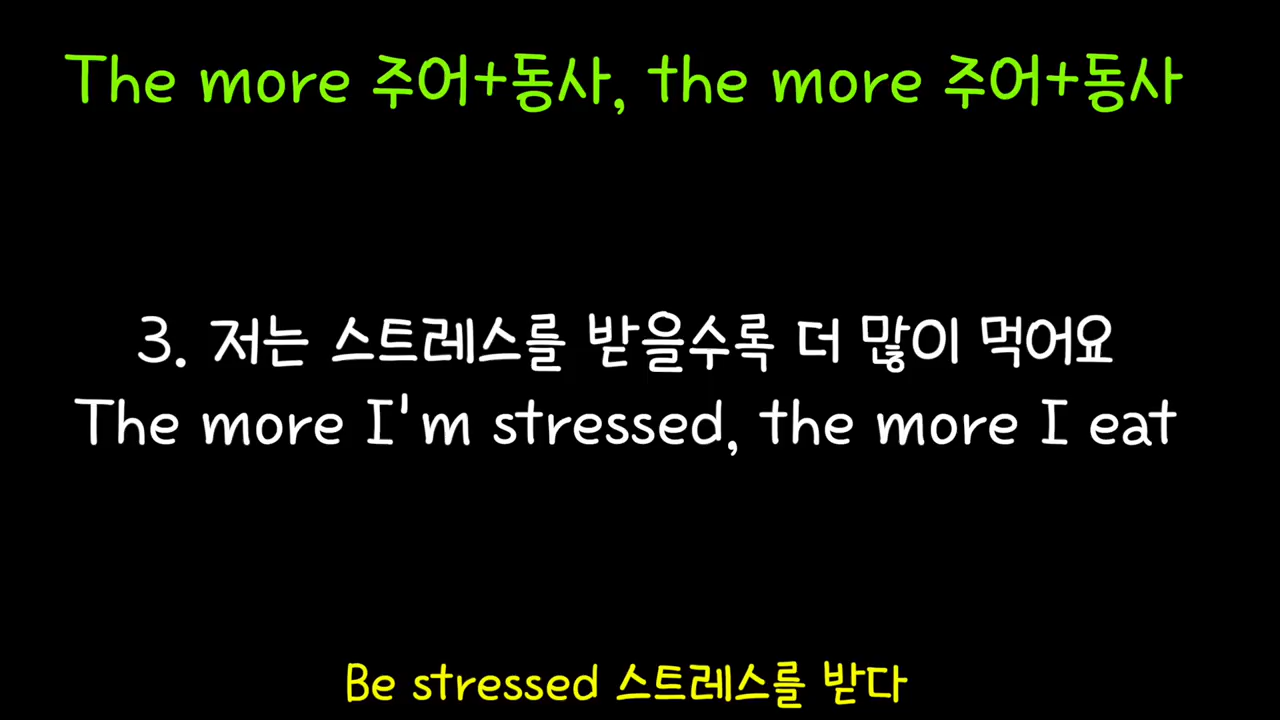 The more 주어+동사, the more 주어+동사
3. 저는 스트레스를 받을수록 더 많이 먹어요
The more I'm stressed, the more I eat
Be stressed 스트레스를 받다